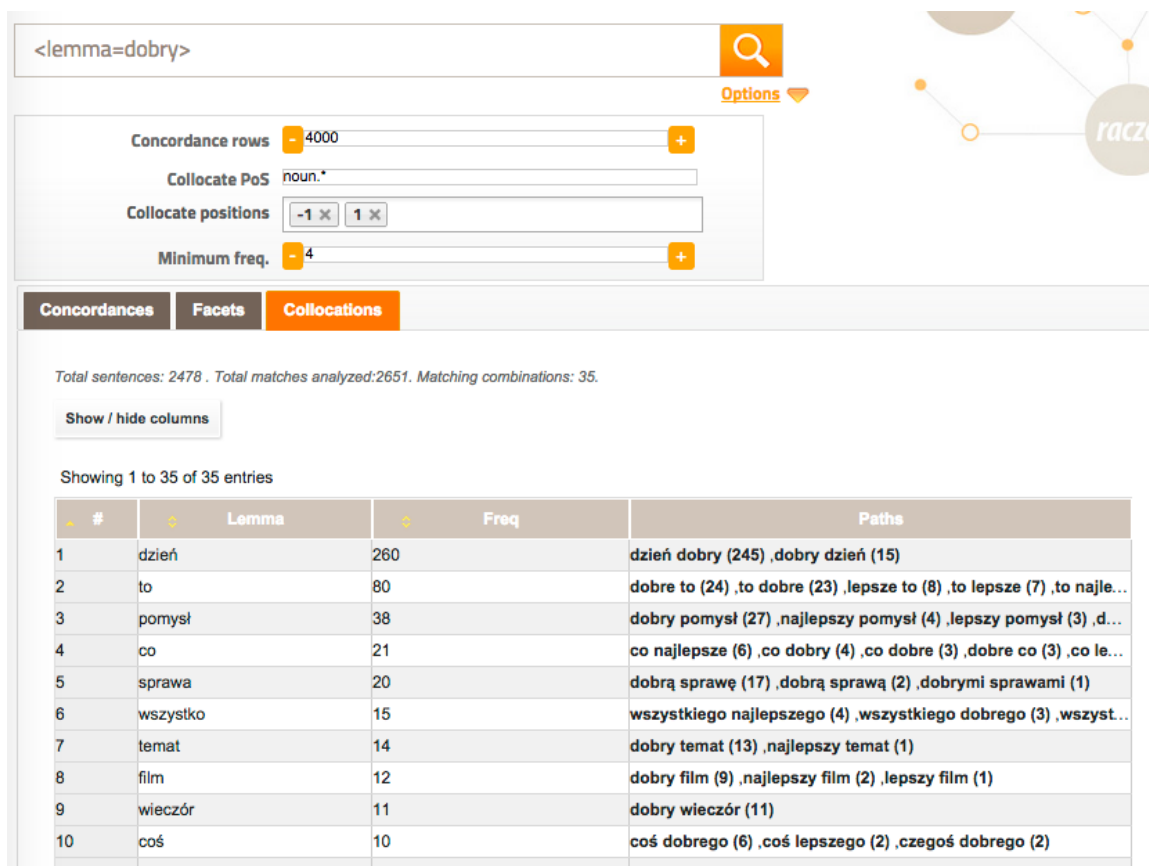 <lemma=dobry>
Options
racz
Concordance rows - 4000 +
Collocate PoS noun.*
Collocate positions -1 × 1 ×
Minimum freq. - 4 +
Concordances Facets Collocations
Total sentences: 2478 . Total matches analyzed:2651. Matching combinations: 35.
Show / hide columns
Showing 1 to 35 of 35 entries
# Lemma Freq Paths
1 dzień 260 dzień dobry (245) ,dobry dzień (15)
2 to 80 dobre to (24) ,to dobre (23) ,lepsze to (8) ,to lepsze (7) ,to najle...
3 pomysł 38 dobry pomysł (27) ,najlepszy pomysł (4) ,lepszy pomysł (3) ,d...
4 co 21 co najlepsze (6) ,co dobry (4) ,co dobre (3) ,dobre co (3) ,co le...
5 sprawa 20 dobrą sprawę (17) ,dobrą sprawą (2) ,dobrymi sprawami (1)
6 wszystko 15 wszystkiego najlepszego (4) ,wszystkiego dobrego (3) ,wszyst...
7 temat 14 dobry temat (13) ,najlepszy temat (1)
8 film 12 dobry film (9) ,najlepszy film (2) ,lepszy film (1)
9 wieczór 11 dobry wieczór (11)
10 coś 10 coś dobrego (6) ,coś lepszego (2) ,czegoś dobrego (2)